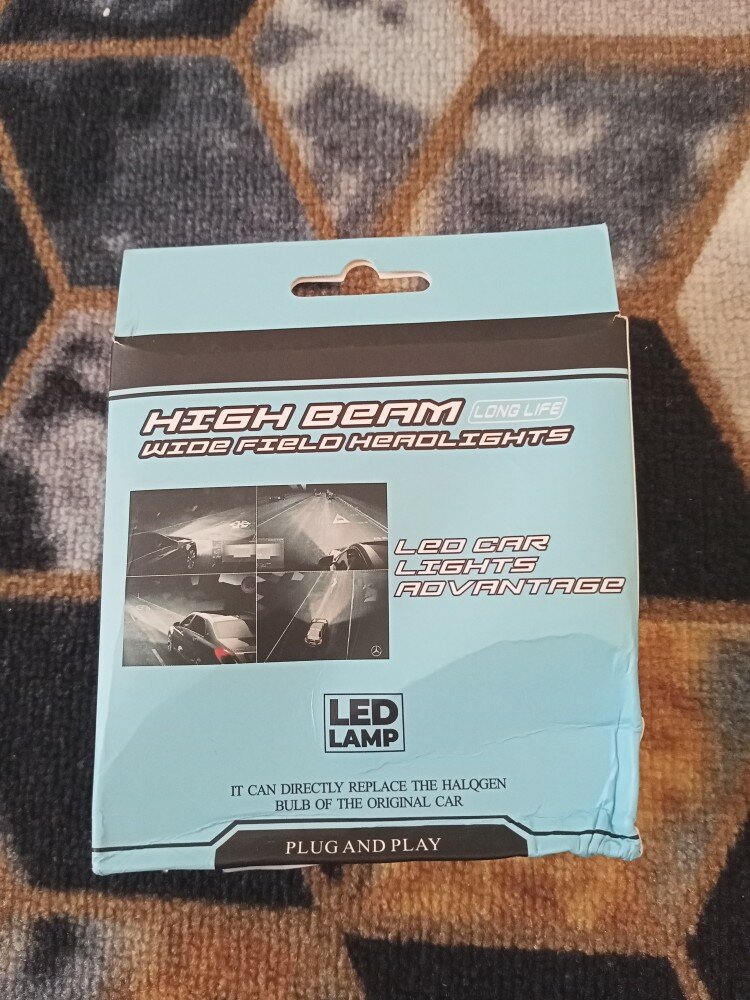 HIGH BEAM LONG LIFE
WIDE FIELD HEADLIGHTS
LED CAR
LIGHTS
ADVANTAGE
LED
LAMP
IT CAN DIRECTLY REPLACE THE HALQGEN
BULB OF THE ORIGINAL CAR
PLUG AND PLAY